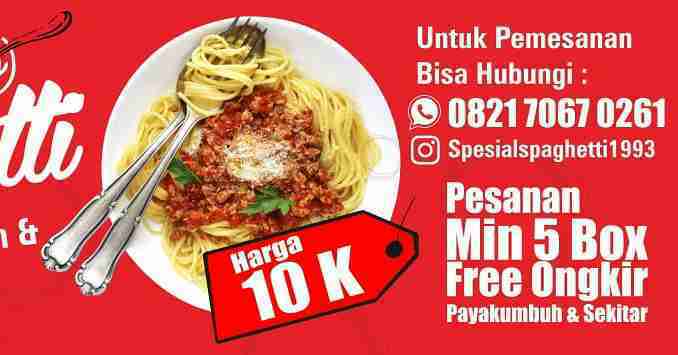 tti
&
Harga
10 K
Untuk Pemesanan
Bisa Hubungi :
0821 7067 0261
Spesialspaghetti1993
Pesanan
Min 5 Box
Free Ongkir
Payakumbuh & Sekitar